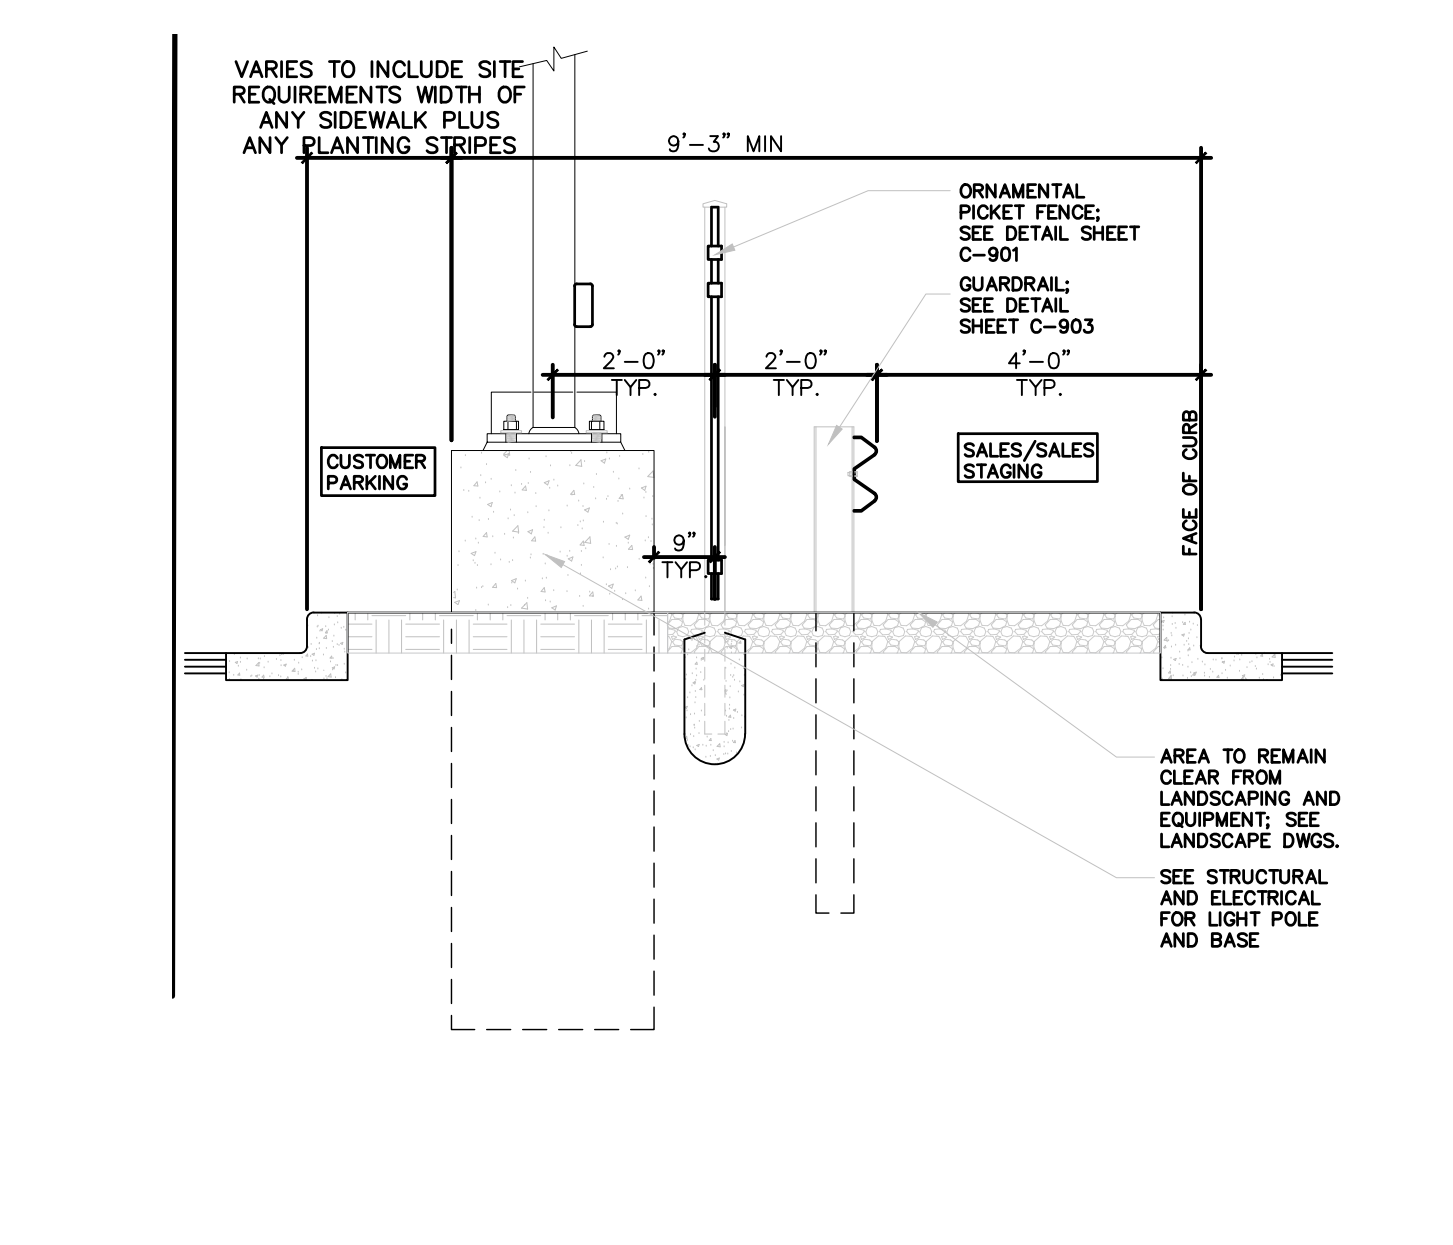 VARIES TO INCLUDE SITE
REQUIREMENTS WIDTH OF
ANY SIDEWALK PLUS
ANY PLANTING STRIPES
9'-3" MIN
ORNAMENTAL
PICKET FENCE;
SEE DETAIL SHEET
C-901
GUARDRAIL;
SEE DETAIL
SHEET C-903
2'-0"
TYP.
2'-0"
TYP.
4'-0"
TYP.
CUSTOMER
PARKING
SALES/SALES
STAGING
FACE OF CURB
9"
TYP.
AREA TO REMAIN
CLEAR FROM
LANDSCAPING AND
EQUIPMENT; SEE
LANDSCAPE DWGS.
SEE STRUCTURAL
AND ELECTRICAL
FOR LIGHT POLE
AND BASE